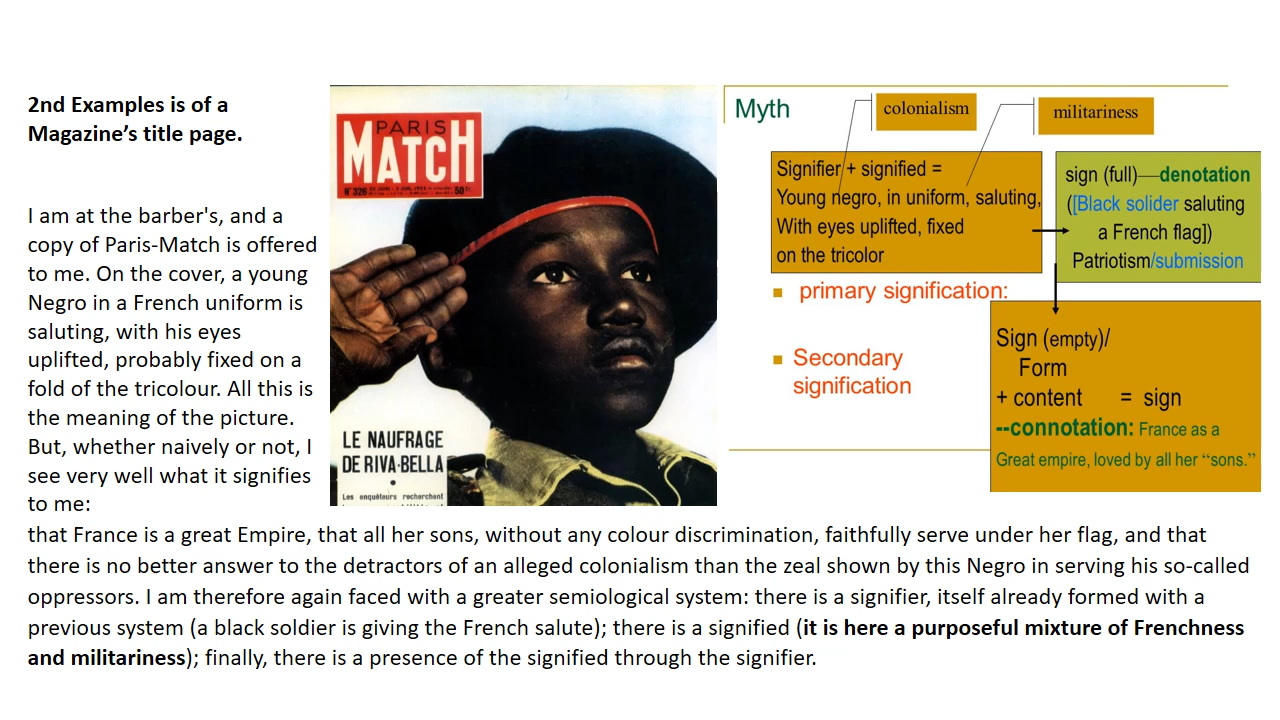 2nd Examples is of a
Magazine’s title page.
I am at the barber's, and a
copy of Paris-Match is offered
to me. On the cover, a young
Negro in a French uniform is
saluting, with his eyes
uplifted, probably fixed on a
fold of the tricolour. All this is
the meaning of the picture.
But, whether naively or not, I
see very well what it signifies
to me:
that France is a great Empire, that all her sons, without any colour discrimination, faithfully serve under her flag, and that
there is no better answer to the detractors of an alleged colonialism than the zeal shown by this Negro in serving his so-called
oppressors. I am therefore again faced with a greater semiological system: there is a signifier, itself already formed with a
previous system (a black soldier is giving the French salute); there is a signified (it is here a purposeful mixture of Frenchness
and militariness); finally, there is a presence of the signified through the signifier.
PARIS
MATCH
N° 326
50 fr.
LE NAUFRAGE
DE RIVA·BELLA
Les enquêteurs recherchent
Myth
colonialism
militariness
Signifier + signified =
Young negro, in uniform, saluting,
With eyes uplifted, fixed
on the tricolor
sign (full)—denotation
([Black solider saluting
a French flag])
Patriotism/submission
primary signification:
Secondary
signification
Sign (empty)/
Form
+ content = sign
--connotation: France as a
Great empire, loved by all her “sons.”